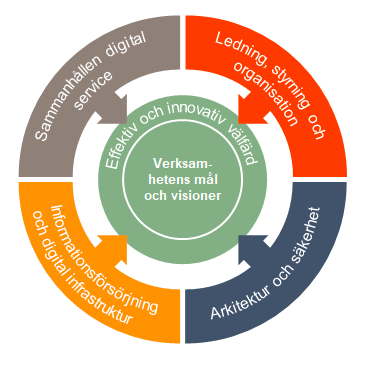 Sammanhållen digital
service
Ledning, styrning och
organisation
Effektiv och innovativ välfärd
Verksam-
hetens mål
och visioner
Informationsförsörjning
och digital infrastruktur
Arkitektur och säkerhet